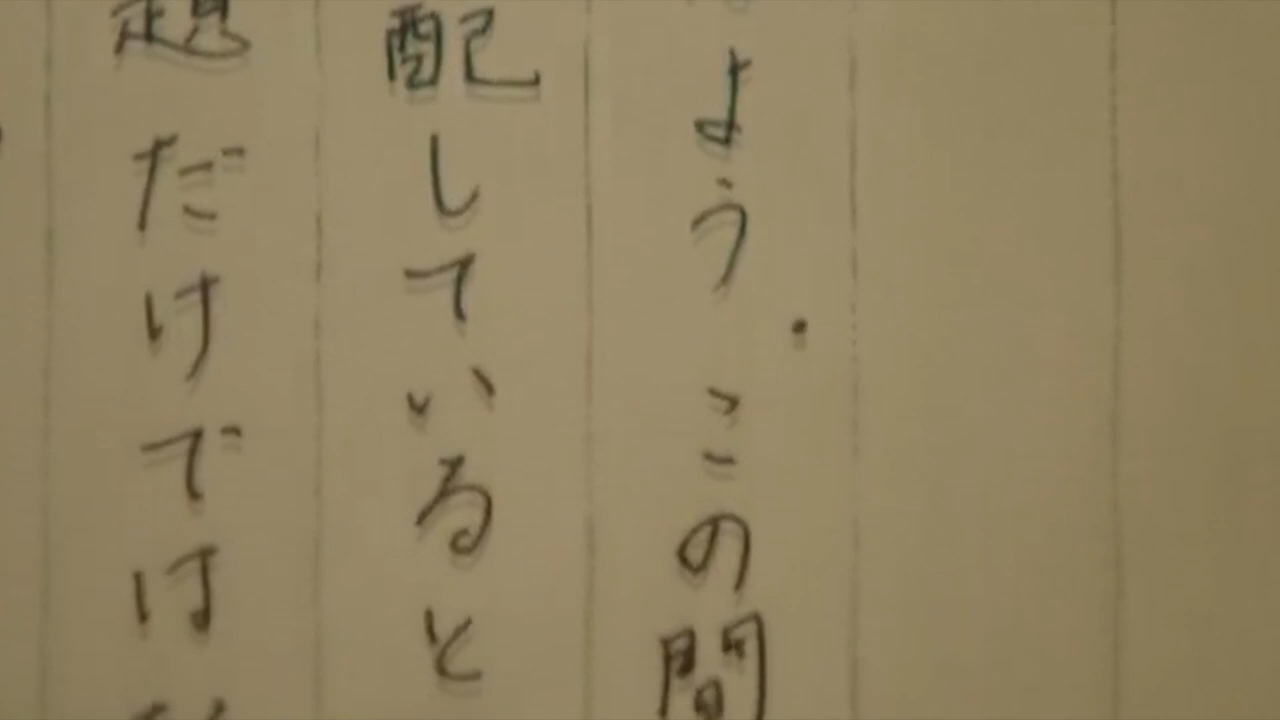 よう この間
配していると
題だけでは